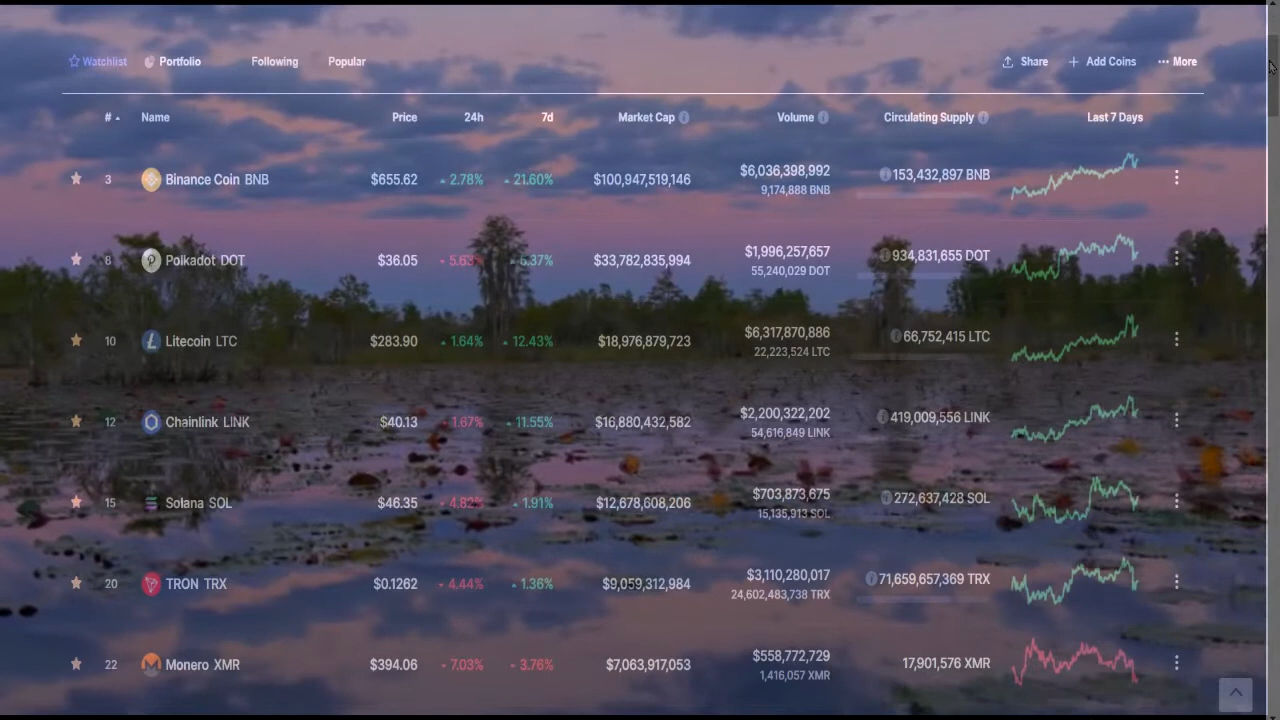 Watchlist Portfolio Following Popular Share Add Coins More
# Name Price 24h 7d Market Cap Volume Circulating Supply Last 7 Days
3 Binance Coin BNB $655.62 2.78% 21.60% $100,947,519,146 $6,036,398,992 153,432,897 BNB
9,174,888 BNB
8 Polkadot DOT $36.05 5.63% 5.37% $33,782,835,994 $1,996,257,657 934,831,655 DOT
55,240,029 DOT
10 Litecoin LTC $283.90 1.64% 12.43% $18,976,879,723 $6,317,870,886 66,752,415 LTC
22,223,524 LTC
12 Chainlink LINK $40.13 1.67% 11.55% $16,880,432,582 $2,200,322,202 419,009,556 LINK
54,616,849 LINK
15 Solana SOL $46.35 4.82% 1.91% $12,678,608,206 $703,873,675 272,637,428 SOL
15,135,913 SOL
20 TRON TRX $0.1262 4.44% 1.36% $9,059,312,984 $3,110,280,017 71,659,657,369 TRX
24,602,483,738 TRX
22 Monero XMR $394.06 7.03% 3.76% $7,063,917,053 $558,772,729 17,901,576 XMR
1,416,057 XMR